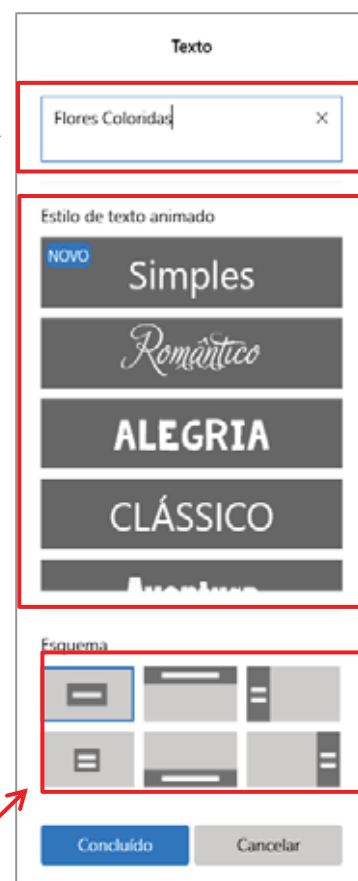 Texto
Flores Coloridas
Estilo de texto animado
NOVO
Simples
Romântico
ALEGRIA
CLÁSSICO
Esquema
Concluído Cancelar